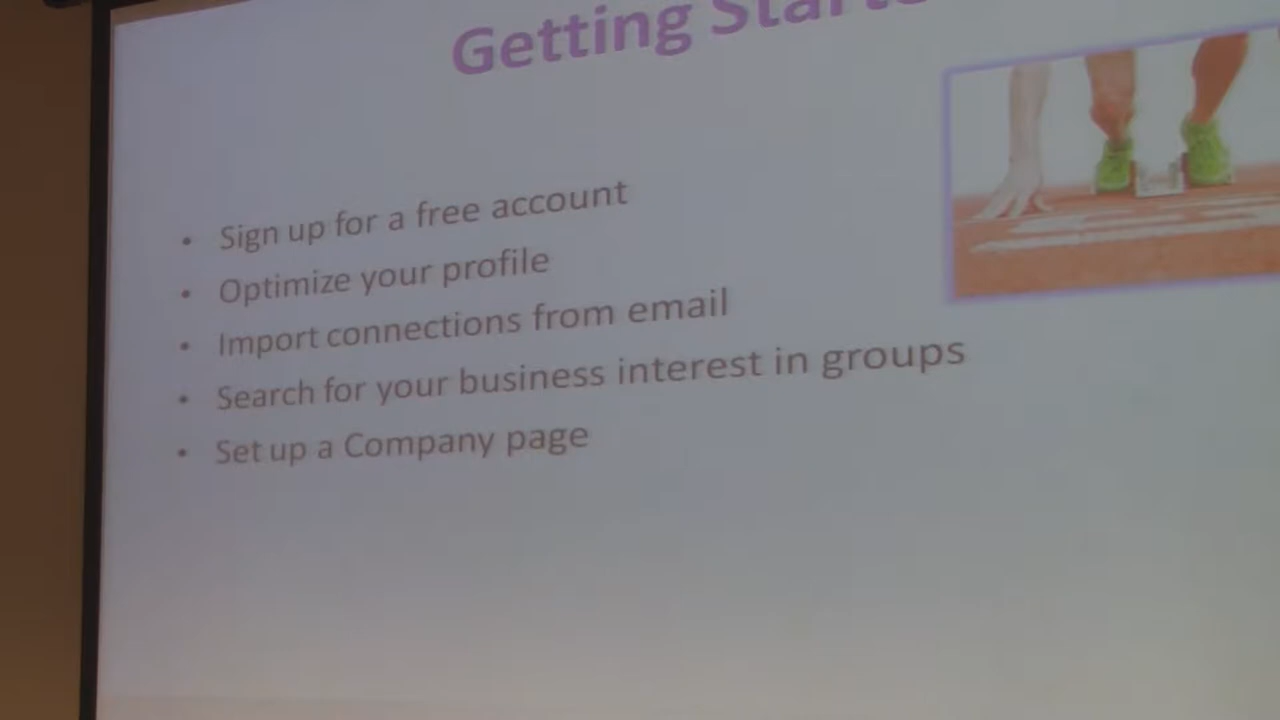 Getting Starte
• Sign up for a free account
• Optimize your profile
• Import connections from email
• Search for your business interest in groups
• Set up a Company page